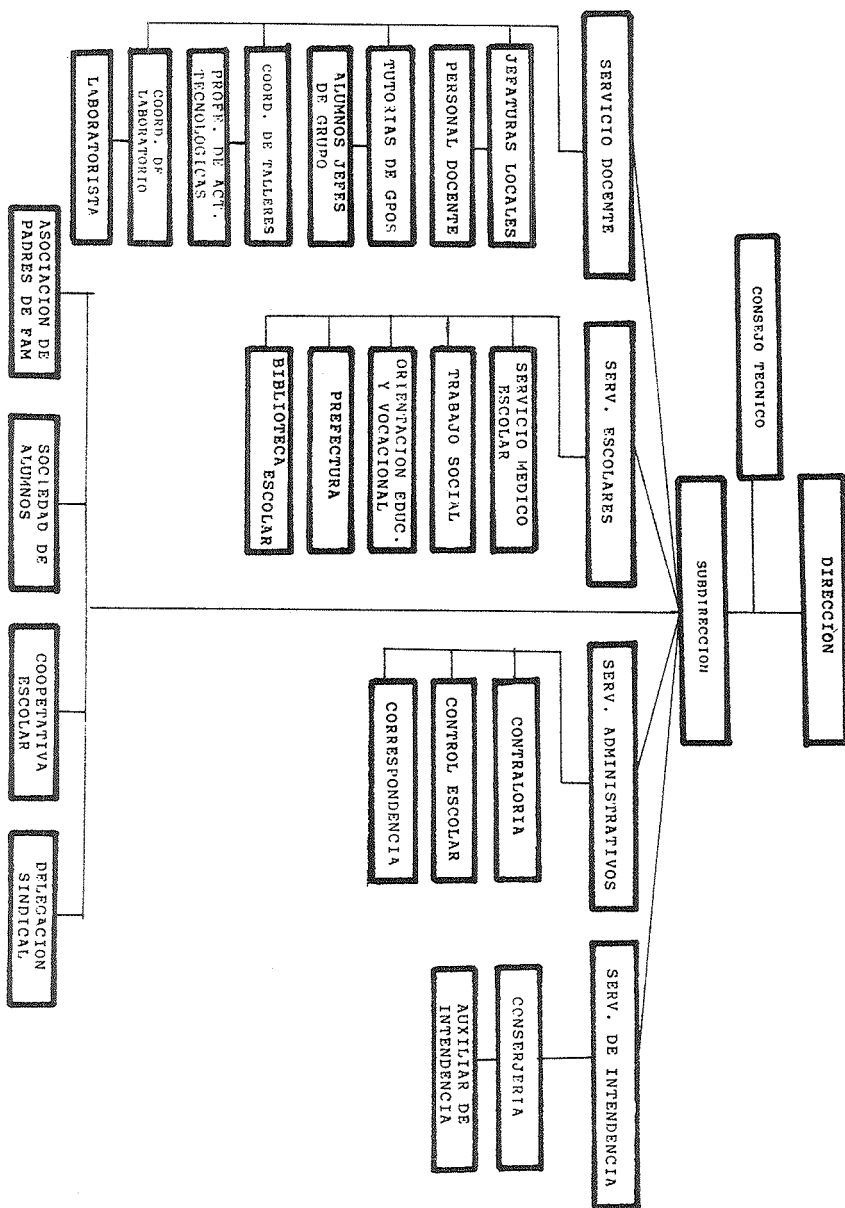 DIRECCIÒN
CONSEJO TECNICO
SUBDIRECCION
SERVICIO DOCENTE
SERV. ESCOLARES
SERV. ADMINISTRATIVOS
SERV. DE INTENDENCIA
JEFATURAS LOCALES
PERSONAL DOCENTE
TUTORIAS DE GPOS
ALUMNOS JEFES
DE GRUPO
COORD. DE TALLERES
PROFE. DE ACT.
TECNOLOGICAS
COORD. DE
LABORATORIO
LABORATORISTA
SERVICIO MEDICO
ESCOLAR
TRABAJO SOCIAL
ORIENTACION EDUC.
Y VOCACIONAL
PREFECTURA
BIBLIOTECA ESCOLAR
CONTRALORIA
CONTROL ESCOLAR
CORRESPONDENCIA
CONSERJERIA
AUXILIAR DE
INTENDENCIA
ASOCIACION DE
PADRES DE FAM
SOCIEDAD DE
ALUMNOS
COOPETATIVA
ESCOLAR
DELEGACION
SINDICAL